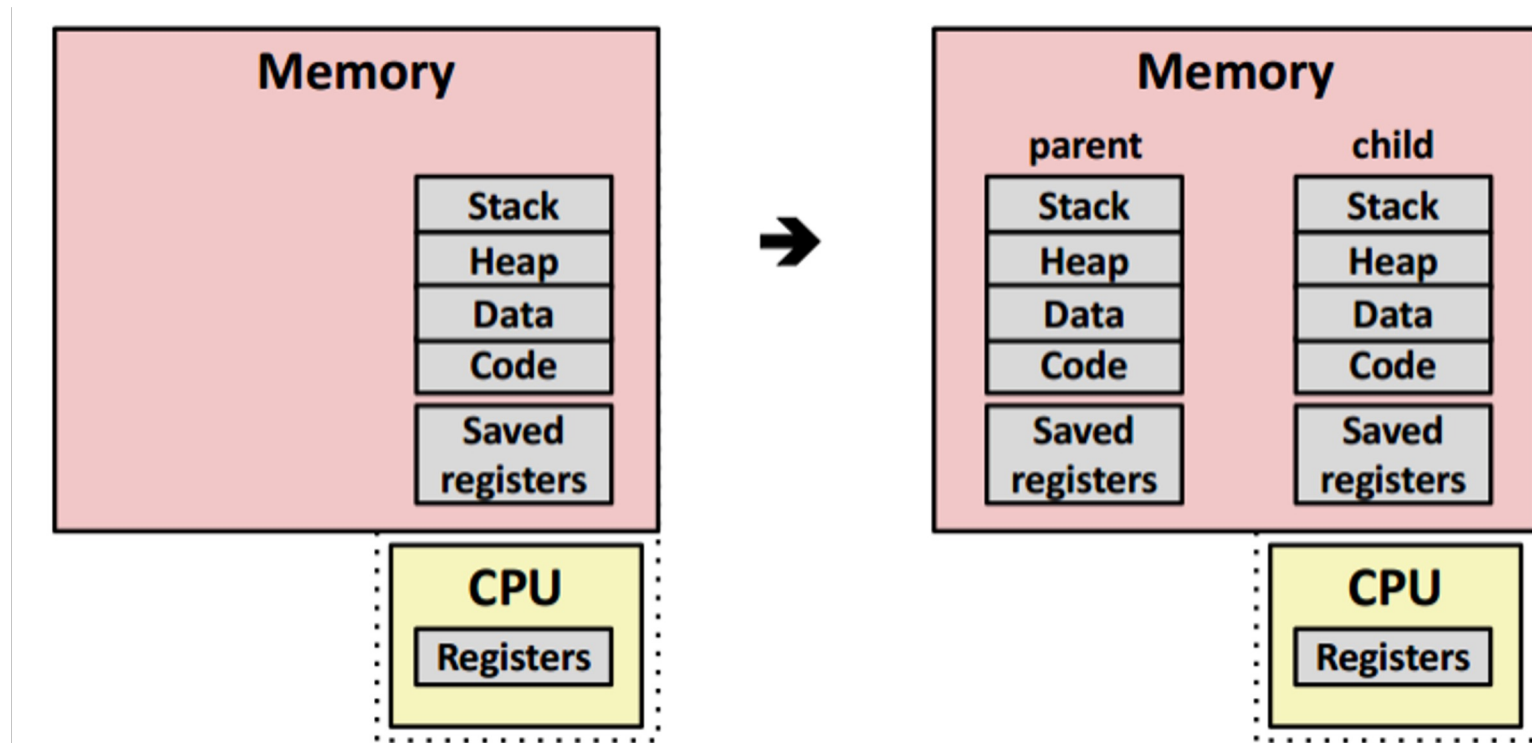 Memory
Stack
Heap
Data
Code
Saved
registers
CPU
Registers
Memory
parent
Stack
Heap
Data
Code
Saved
registers
child
Stack
Heap
Data
Code
Saved
registers
CPU
Registers